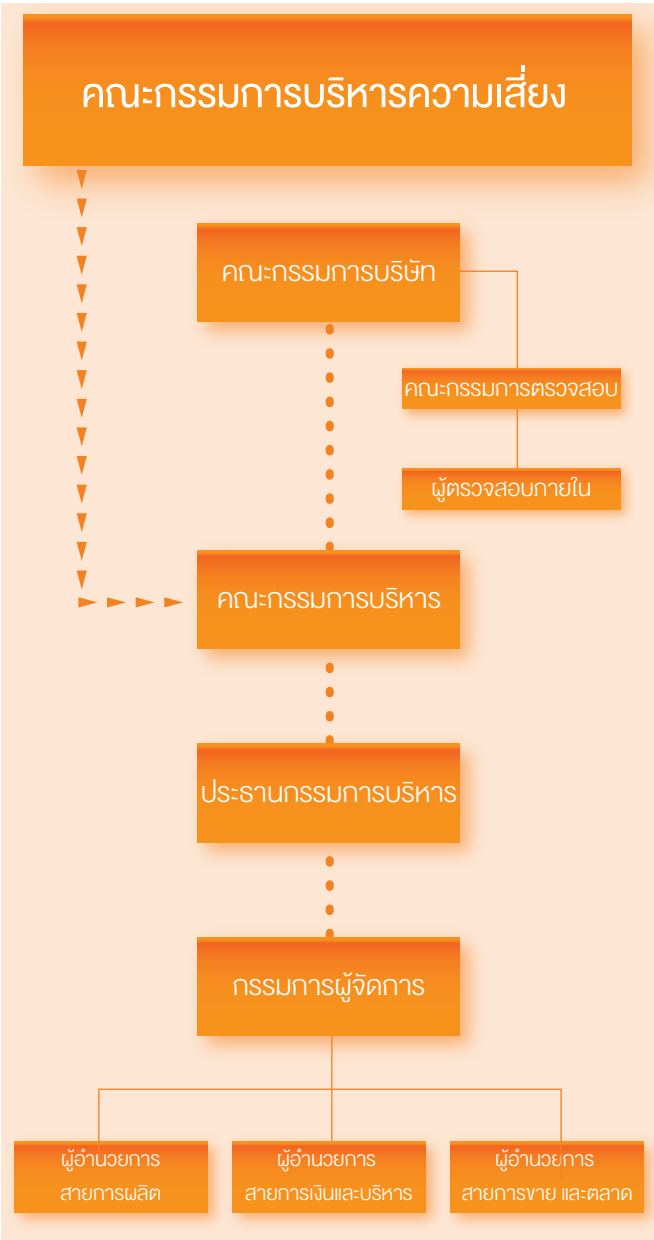 คณะกรรมการบริหารความเสี่ยง
คณะกรรมการบริษัท
คณะกรรมการตรวจสอบ
ผู้ตรวจสอบภายใน
คณะกรรมการบริหาร
ประธานกรรมการบริหาร
กรรมการผู้จัดการ
ผู้อำนวยการ
สายการผลิต
ผู้อำนวยการ
สายการเงินและบริหาร
ผู้อำนวยการ
สายการขาย และตลาด